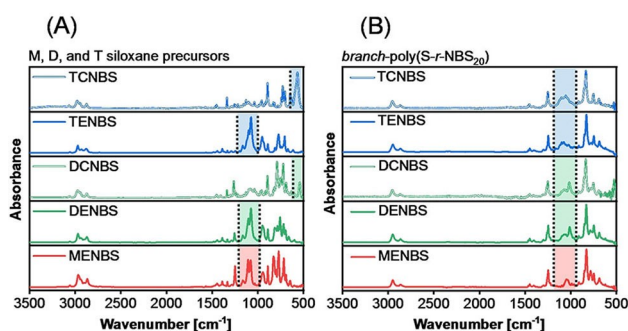 (A)
M, D, and T siloxane precursors
TCNBS
TENBS
DCNBS
DENBS
MENBS
Absorbance
3500 3000 2500 2000 1500 1000 500
Wavenumber [cm⁻¹]
(B)
branch-poly(S-r-NBS₂₀)
TCNBS
TENBS
DCNBS
DENBS
MENBS
Absorbance
3500 3000 2500 2000 1500 1000 500
Wavenumber [cm⁻¹]